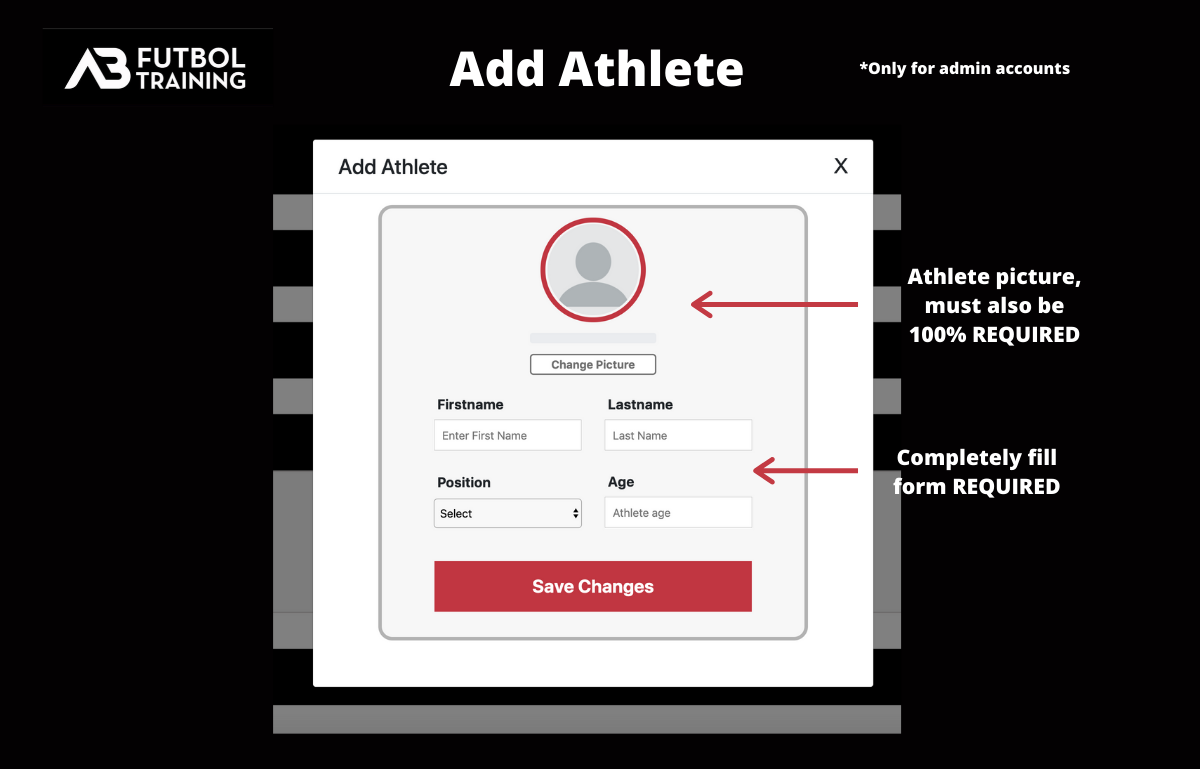 AB FUTBOL
TRAINING
Add Athlete
*Only for admin accounts
Add Athlete
X
Athlete picture,
must also be
100% REQUIRED
Change Picture
Firstname
Lastname
Enter First Name
Last Name
Completely fill
form REQUIRED
Position
Age
Select
Athlete age
Save Changes